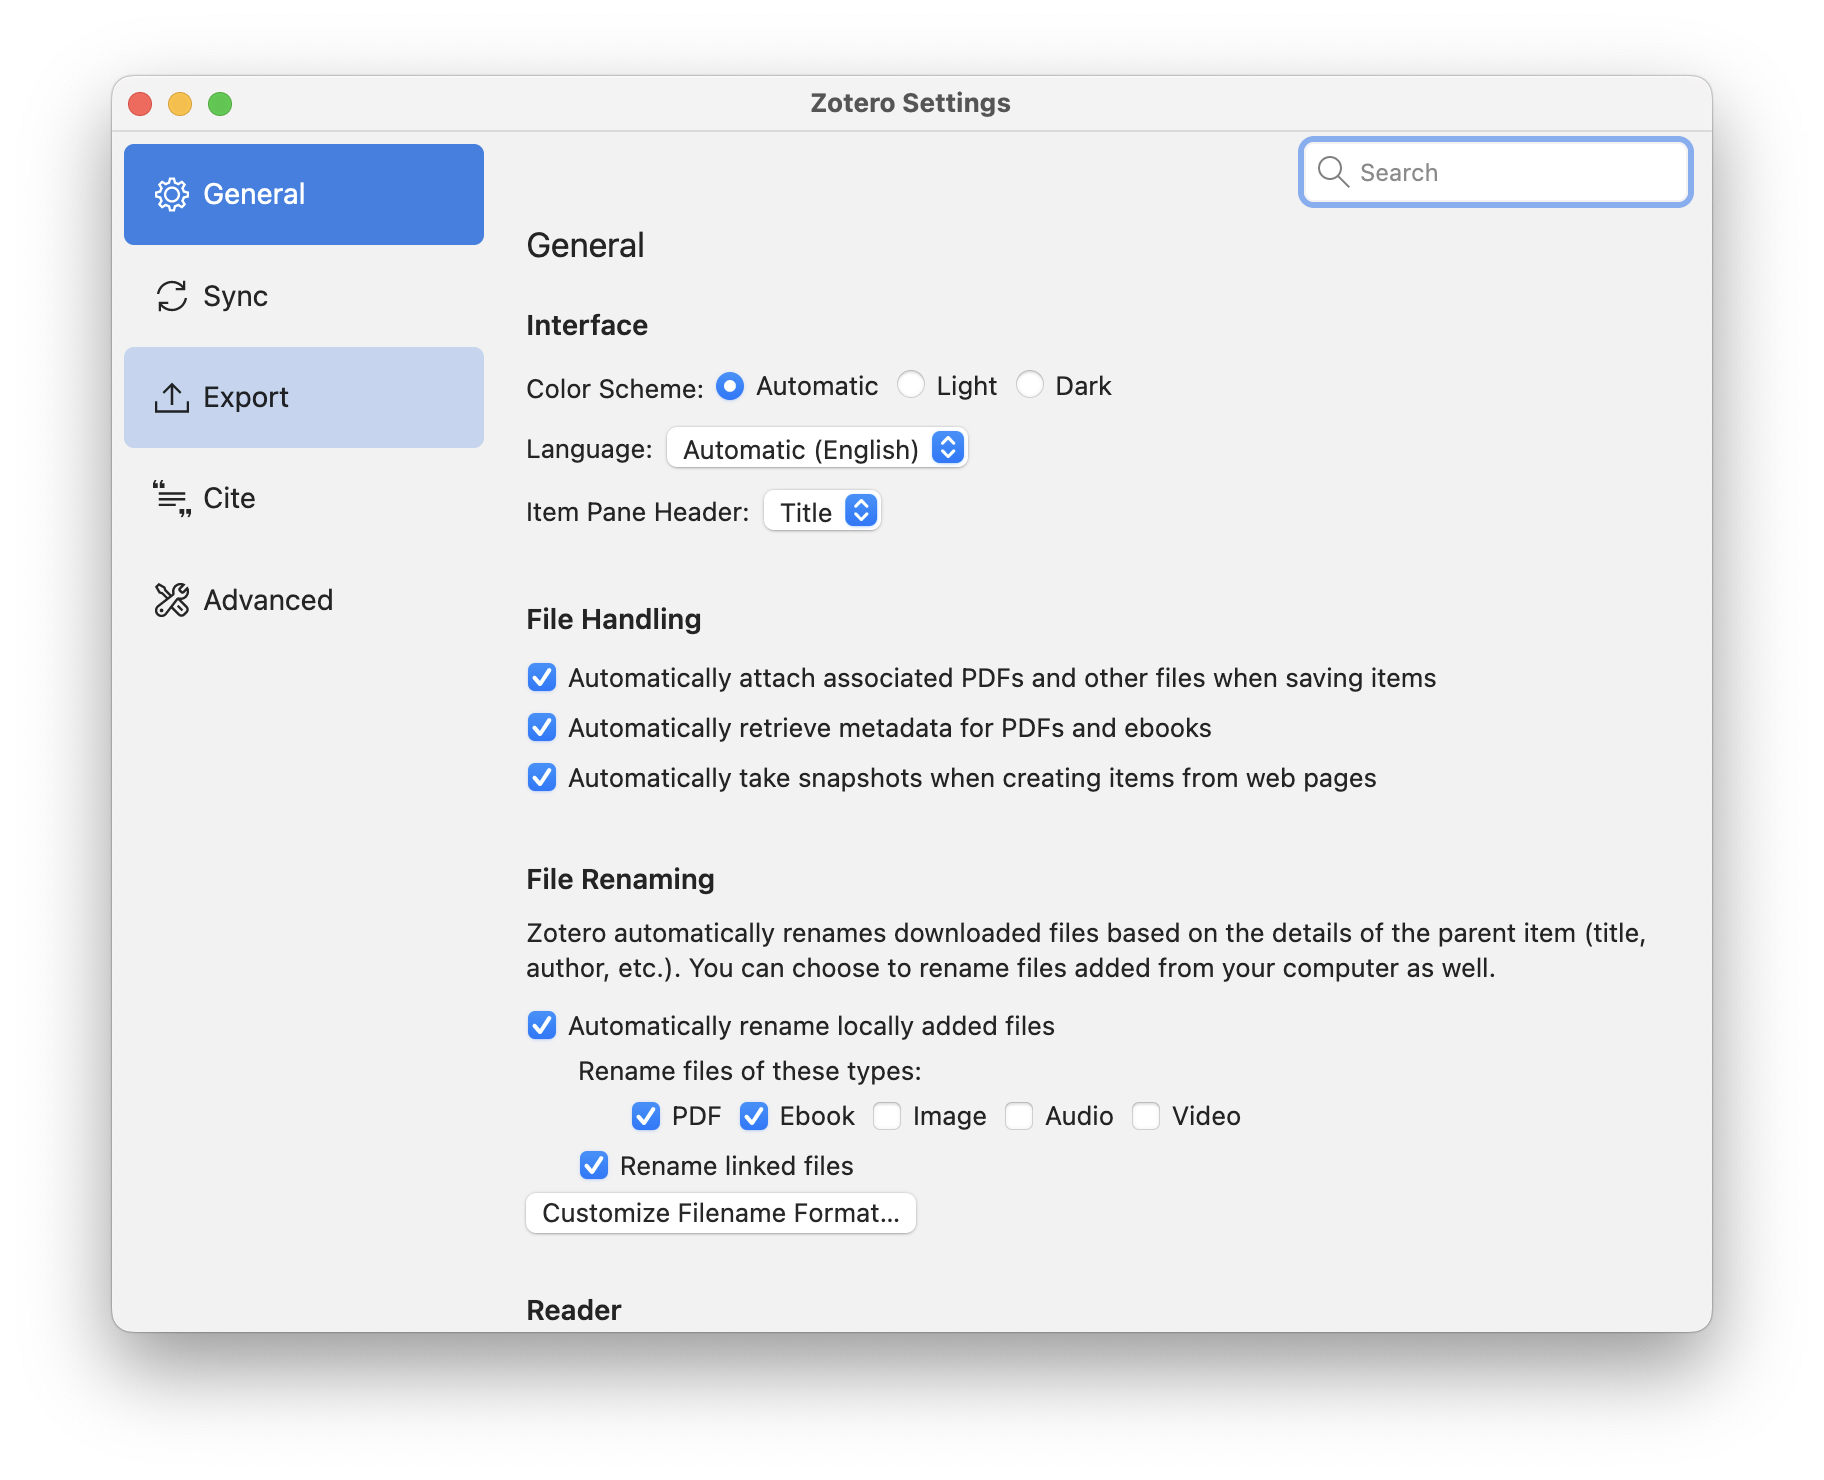 Zotero Settings
General
Sync
Export
Cite
Advanced
Search
General
Interface
Color Scheme: Automatic Light Dark
Language: Automatic (English)
Item Pane Header: Title
File Handling
Automatically attach associated PDFs and other files when saving items
Automatically retrieve metadata for PDFs and ebooks
Automatically take snapshots when creating items from web pages
File Renaming
Zotero automatically renames downloaded files based on the details of the parent item (title,
author, etc.). You can choose to rename files added from your computer as well.
Automatically rename locally added files
Rename files of these types:
PDF Ebook Image Audio Video
Rename linked files
Customize Filename Format...
Reader